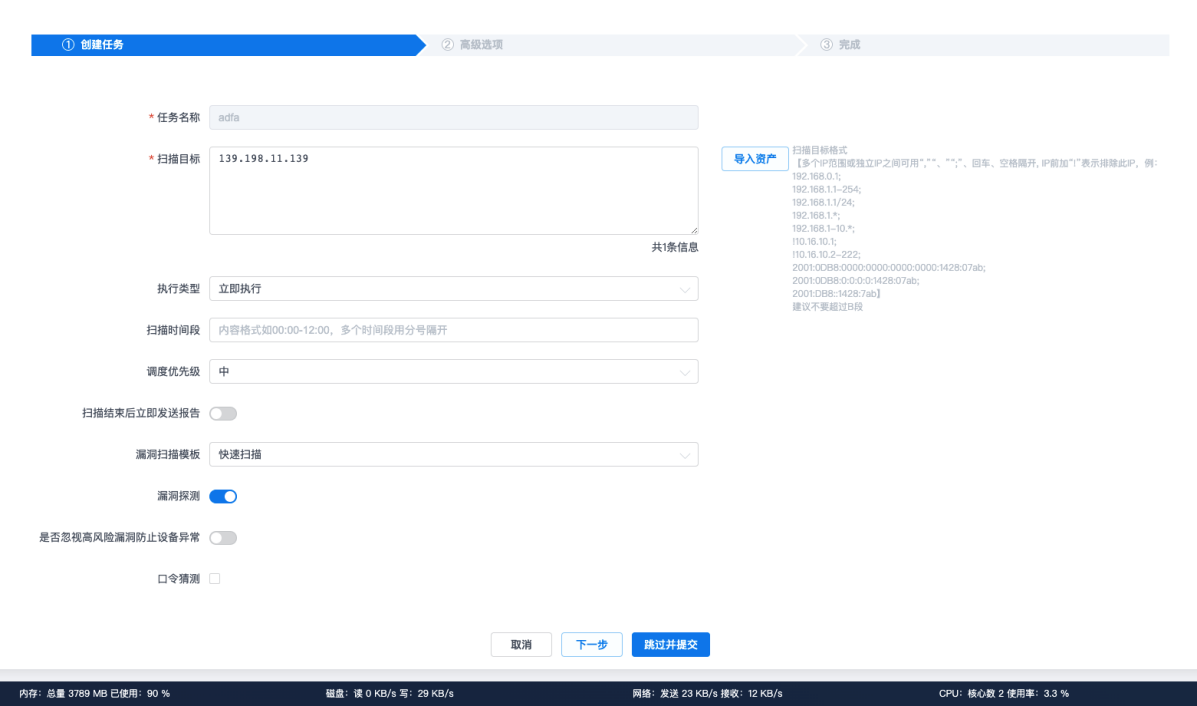 ① 创建任务
② 高级选项
③ 完成
* 任务名称
adfa
* 扫描目标
139.198.11.139
共1条信息
导入资产
扫描目标格式
【多个IP范围或独立IP之间可用","、";"、回车、空格隔开, IP前加"!"表示排除此IP，例：
192.168.0.1;
192.168.1.1-254;
192.168.1.1/24;
192.168.1.*;
192.168.1-10.*;
!10.16.10.1;
!10.16.10.2-222;
2001:0DB8:0000:0000:0000:0000:1428:07ab;
2001:0DB8:0:0:0:0:1428:07ab;
2001:DB8::1428:7ab】
建议不要超过B段
执行类型
立即执行
扫描时间段
内容格式如00:00-12:00，多个时间段用分号隔开
调度优先级
中
扫描结束后立即发送报告
漏洞扫描模板
快速扫描
漏洞探测
是否忽视高风险漏洞防止设备异常
口令猜测
取消
下一步
跳过并提交
内存：总量 3789 MB 已使用：90 %
磁盘：读 0 KB/s 写：29 KB/s
网络：发送 23 KB/s 接收：12 KB/s
CPU：核心数 2 使用率：3.3 %